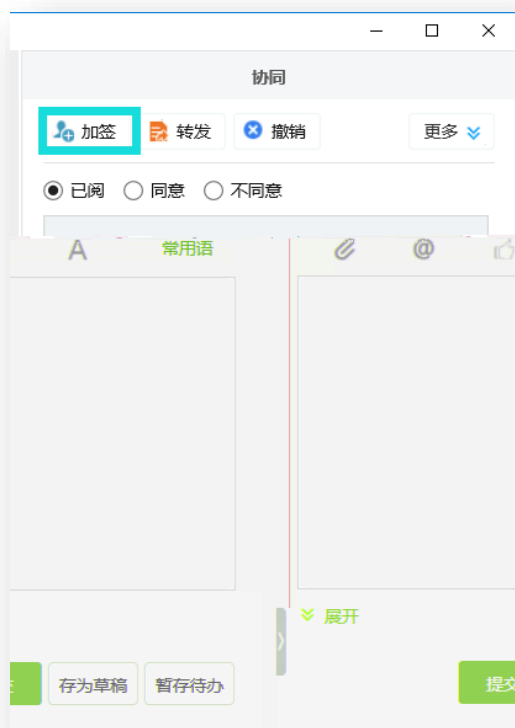 协同
加签 转发 撤销 更多
已阅 同意 不同意
A 常用语 @
展开
存为草稿 暂存待办 提交